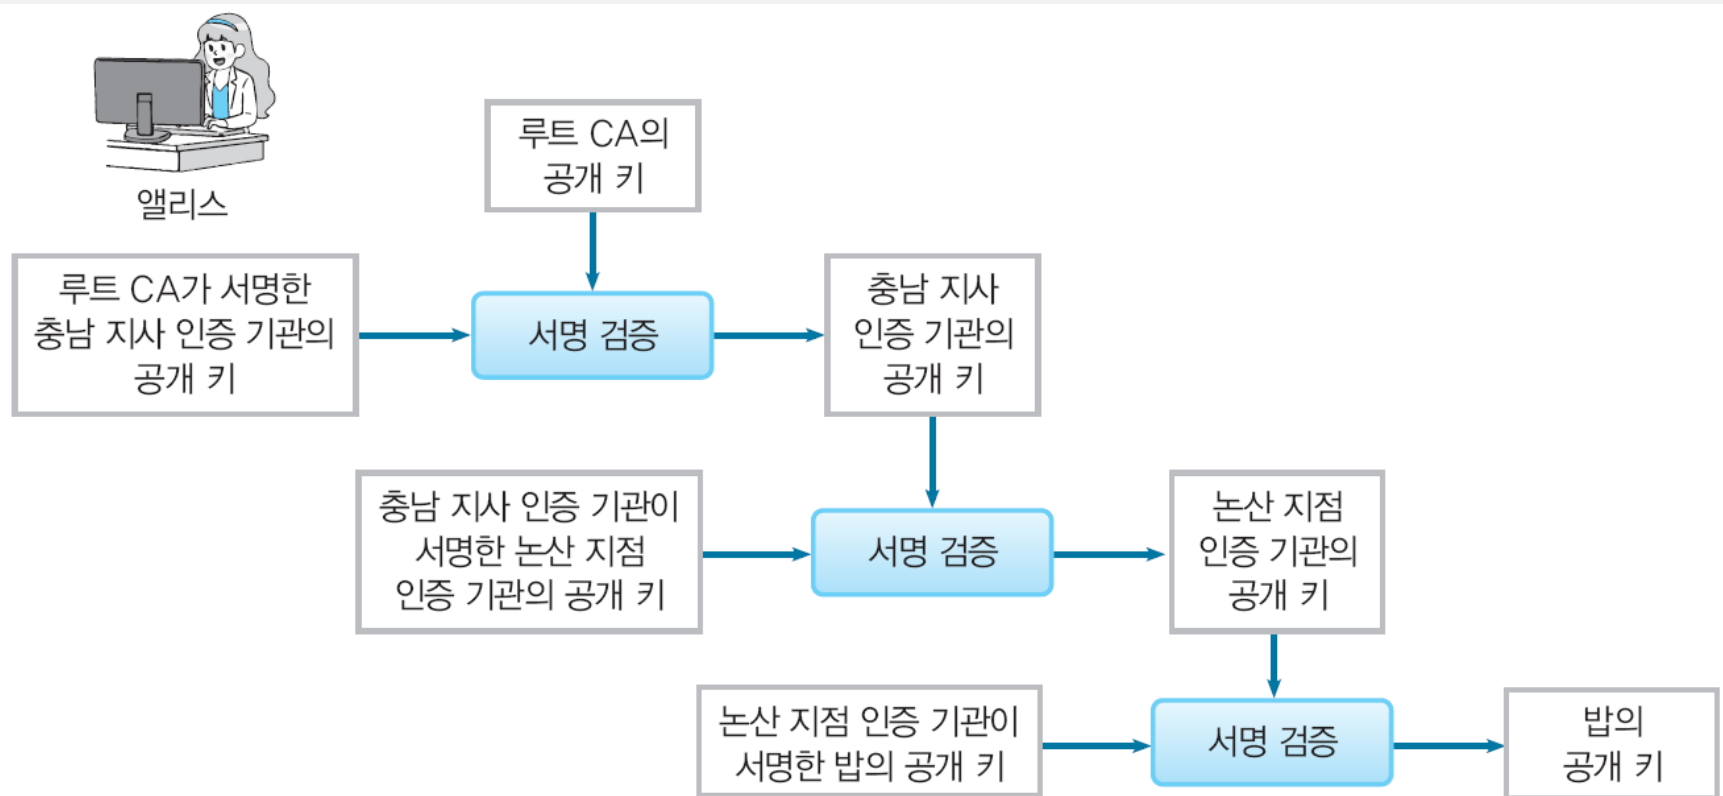 앨리스
루트 CA의
공개 키
루트 CA가 서명한
충남 지사 인증 기관의
공개 키
서명 검증
충남 지사
인증 기관의
공개 키
충남 지사 인증 기관이
서명한 논산 지점
인증 기관의 공개 키
서명 검증
논산 지점
인증 기관의
공개 키
논산 지점 인증 기관이
서명한 밥의 공개 키
서명 검증
밥의
공개 키